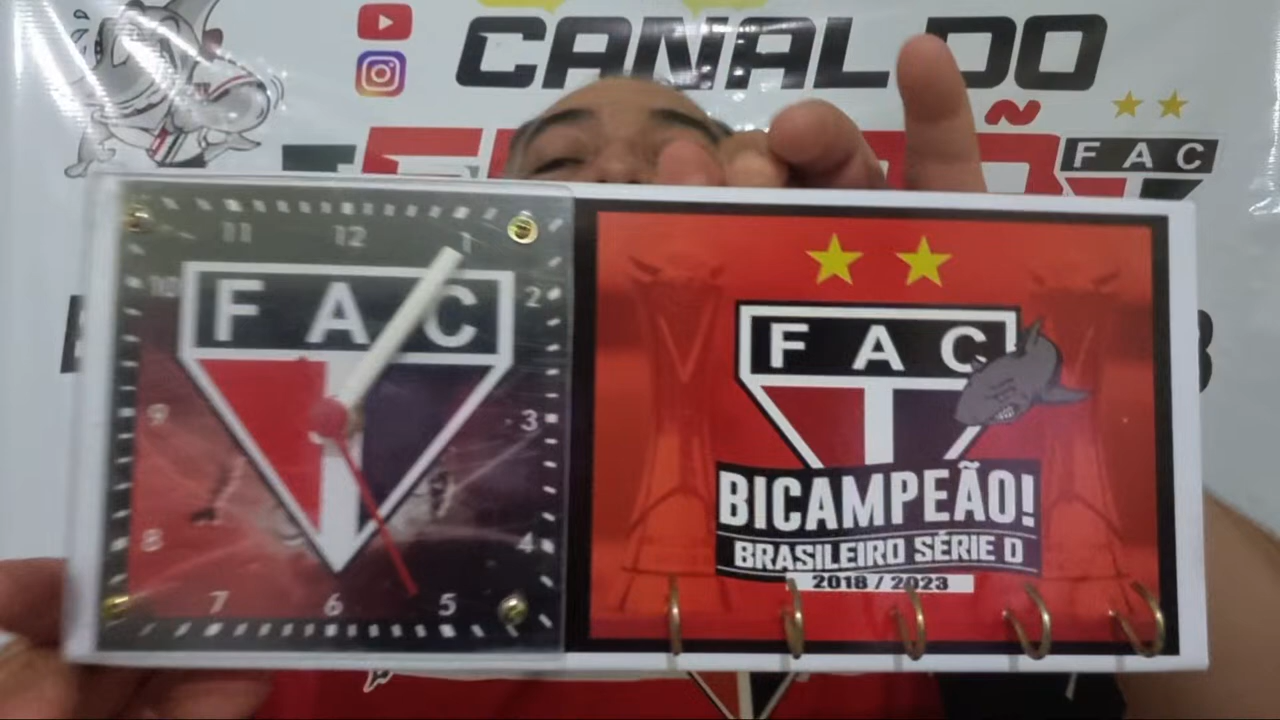 CANAL DO
FAC
11 12 1
10 2
9 3
8 4
7 6 5
FAC
FAC
BICAMPEÃO!
BRASILEIRO SÉRIE D
2018 / 2023